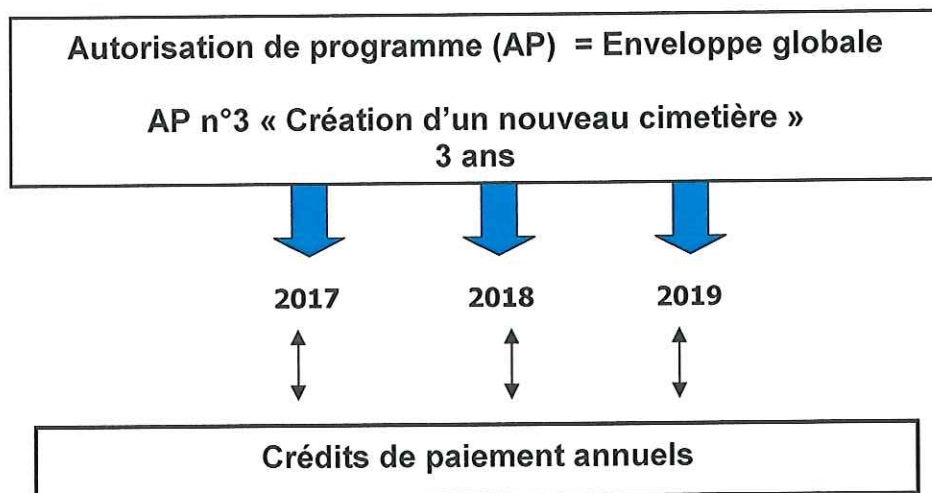 Autorisation de programme (AP) = Enveloppe globale
AP n°3 « Création d'un nouveau cimetière »
3 ans
2017 2018 2019
Crédits de paiement annuels